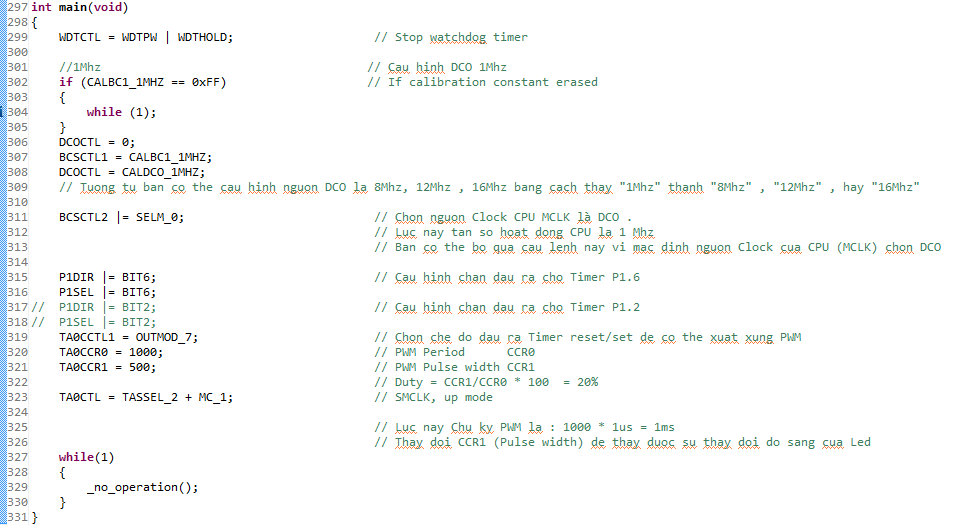 297 int main(void)
298 {
299 WDTCTL = WDTPW | WDTHOLD; // Stop watchdog timer
300
301 //1Mhz // Cau hinh DCO 1Mhz
302 if (CALBC1_1MHZ == 0xFF) // If calibration constant erased
303 {
304 while (1);
305 }
306 DCOCTL = 0;
307 BCSCTL1 = CALBC1_1MHZ;
308 DCOCTL = CALDCO_1MHZ;
309 // Tuong tu ban co the cau hinh nguon DCO la 8Mhz, 12Mhz , 16Mhz bang cach thay "1Mhz" thanh "8Mhz" , "12Mhz" , hay "16Mhz"
310
311 BCSCTL2 |= SELM_0; // Chon nguon Clock CPU MCLK là DCO .
312 // Luc nay tan so hoat dong CPU la 1 Mhz
313 // Ban co the bo qua cau lenh nay vi mac dinh nguon Clock cua CPU (MCLK) chon DCO
314
315 P1DIR |= BIT6; // Cau hinh chan dau ra cho Timer P1.6
316 P1SEL |= BIT6;
317 // P1DIR |= BIT2; // Cau hinh chan dau ra cho Timer P1.2
318 // P1SEL |= BIT2;
319 TA0CCTL1 = OUTMOD_7; // Chon che do dau ra Timer reset/set de co the xuat xung PWM
320 TA0CCR0 = 1000; // PWM Period CCR0
321 TA0CCR1 = 500; // PWM Pulse width CCR1
322 // Duty = CCR1/CCR0 * 100 = 20%
323 TA0CTL = TASSEL_2 + MC_1; // SMCLK, up mode
324
325 // Luc nay Chu ky PWM la : 1000 * 1us = 1ms
326 // Thay doi CCR1 (Pulse width) de thay duoc su thay doi do sang cua Led
327 while(1)
328 {
329 _no_operation();
330 }
331 }